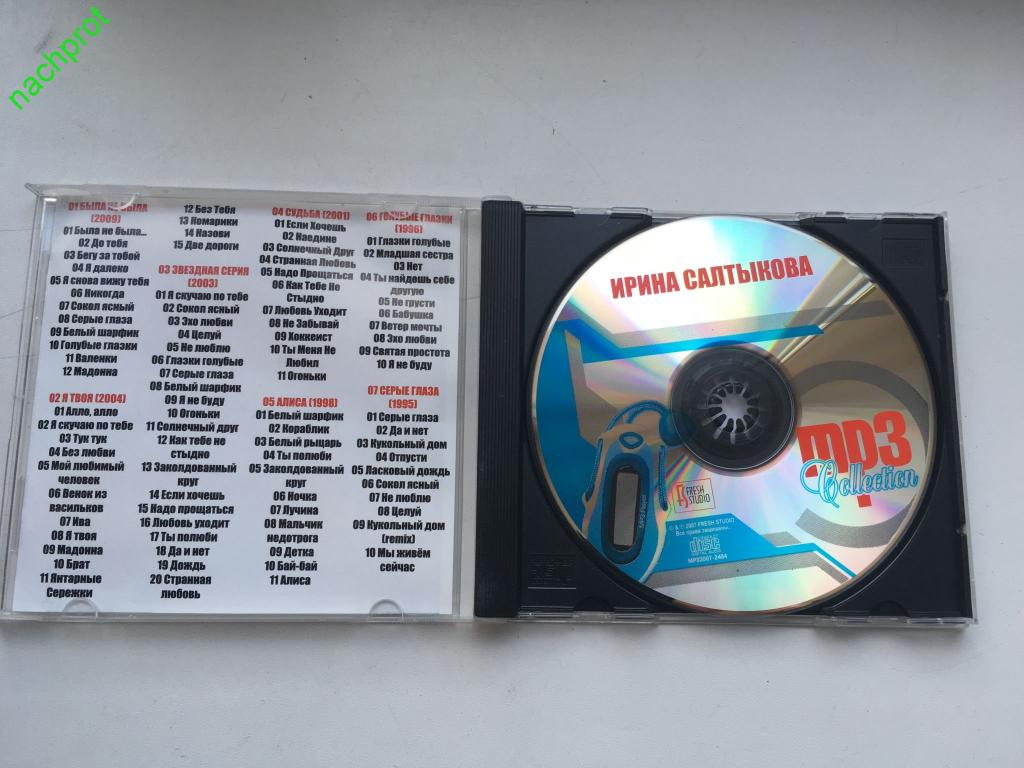 nachprot
01 БЫЛА НЕ БЫЛА
(2009)
01 Была не была...
02 До тебя
03 Бегу за тобой
04 Я далеко
05 Я снова вижу тебя
06 Никогда
07 Сокол ясный
08 Серые глаза
09 Белый шарфик
10 Голубые глазки
11 Валенки
12 Мадонна
02 Я ТВОЯ (2004)
01 Алло, алло
02 Я скучаю по тебе
03 Тук тук
04 Без любви
05 Мой любимый
человек
06 Венок из
васильков
07 Ива
08 Я твоя
09 Мадонна
10 Брат
11 Янтарные
Сережки
12 Без Тебя
13 Комарики
14 Назови
15 Две дороги
03 ЗВЕЗДНАЯ СЕРИЯ
(2003)
01 Я скучаю по тебе
02 Сокол ясный
03 Эхо любви
04 Целуй
05 Не люблю
06 Глазки голубые
07 Серые глаза
08 Белый шарфик
09 Я не буду
10 Огоньки
11 Солнечный друг
12 Как тебе не
стыдно
13 Заколдованный
круг
14 Если хочешь
15 Надо прощаться
16 Любовь уходит
17 Ты полюби
18 Да и нет
19 Дождь
20 Странная
любовь
04 СУДЬБА (2001)
01 Если Хочешь
02 Наедине
03 Солнечный Друг
04 Странная Любовь
05 Надо Прощаться
06 Как Тебе Не
Стыдно
07 Любовь Уходит
08 Не Забывай
09 Хоккеист
10 Ты Меня Не
Любил
11 Огоньки
05 АЛИСА (1998)
01 Белый шарфик
02 Кораблик
03 Белый рыцарь
04 Ты полюби
05 Заколдованный
круг
06 Ночка
07 Лучина
08 Мальчик
недотрога
09 Детка
10 Бай-бай
11 Алиса
06 ГОЛУБЫЕ ГЛАЗКИ
(1996)
01 Глазки голубые
02 Младшая сестра
03 Нет
04 Ты найдешь себе
другую
05 Не грусти
06 Бабушка
07 Ветер мечты
08 Эхо любви
09 Святая простота
10 Я не буду
07 СЕРЫЕ ГЛАЗА
(1995)
01 Серые глаза
02 Да и нет
03 Кукольный дом
04 Отпусти
05 Ласковый дождь
06 Сокол ясный
07 Не люблю
08 Целуй
09 Кукольный дом
(remix)
10 Мы живём
сейчас
ИРИНА САЛТЫКОВА
mp3
Collection
MP3 Player
FRESH
STUDIO
℗ & © 2007 FRESH STUDIO
Все права защищены.
COMPACT
disc
DIGITAL AUDIO
MP32007-2484